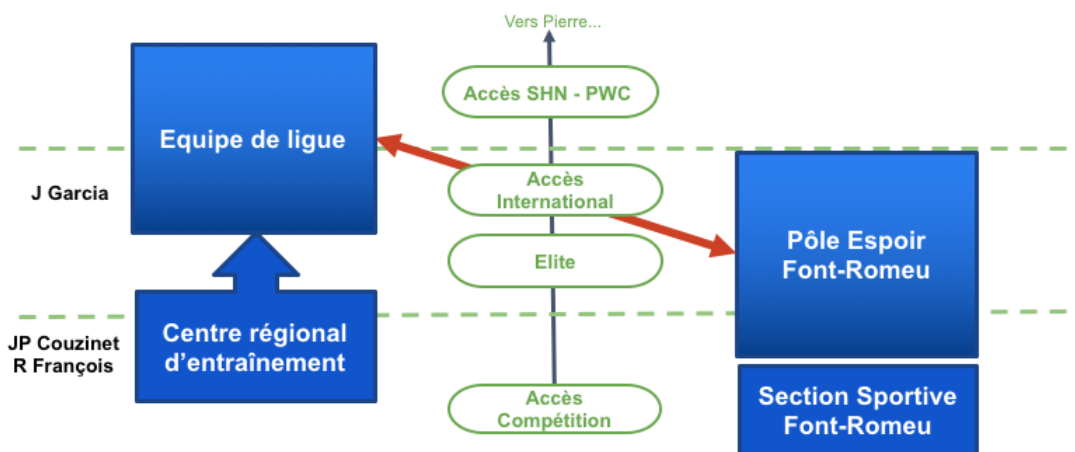 Vers Pierre...
Accès SHN - PWC
Equipe de ligue
J Garcia
Accès
International
Elite
Pôle Espoir
Font-Romeu
JP Couzinet
R François
Centre régional
d'entraînement
Accès
Compétition
Section Sportive
Font-Romeu